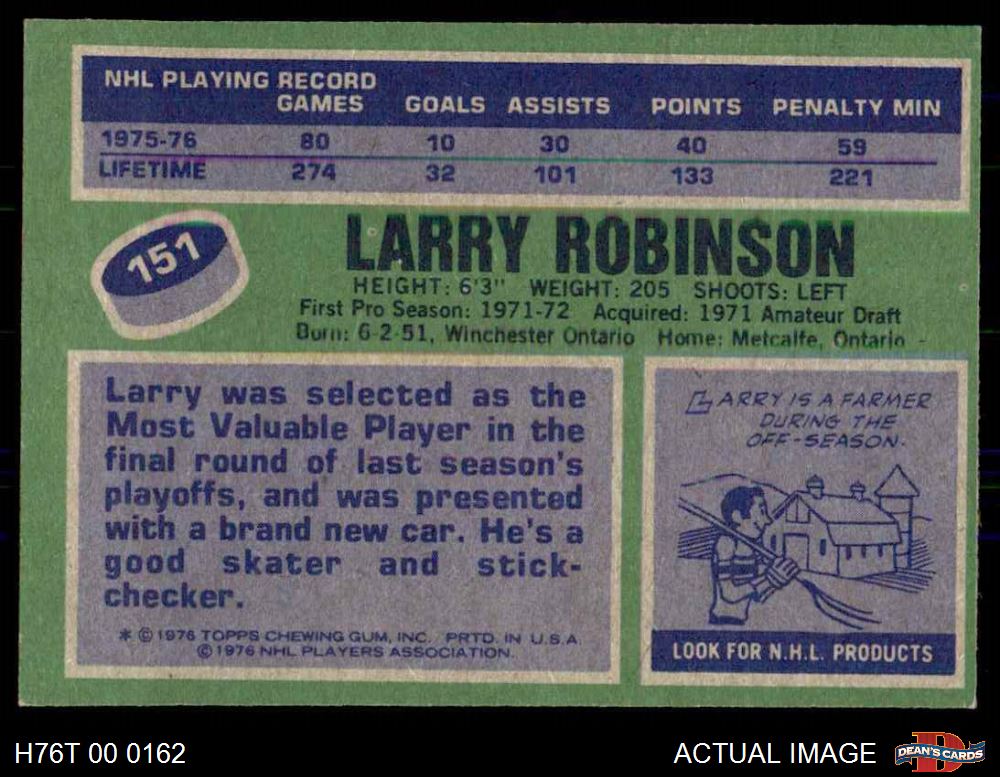 NHL PLAYING RECORD
GAMES GOALS ASSISTS POINTS PENALTY MIN
1975-76 80 10 30 40 59
LIFETIME 274 32 101 133 221
151
LARRY ROBINSON
HEIGHT: 6'3" WEIGHT: 205 SHOOTS: LEFT
First Pro Season: 1971-72 Acquired: 1971 Amateur Draft
Born: 6-2-51, Winchester Ontario Home: Metcalfe, Ontario
Larry was selected as the
Most Valuable Player in the
final round of last season's
playoffs, and was presented
with a brand new car. He's a
good skater and stick-
checker.
* © 1976 TOPPS CHEWING GUM, INC. PRTD. IN U.S.A.
© 1976 NHL PLAYERS ASSOCIATION.
LARRY IS A FARMER
DURING THE
OFF-SEASON.
LOOK FOR N.H.L. PRODUCTS
H76T 00 0162
ACTUAL IMAGE
D
DEAN'S CARDS